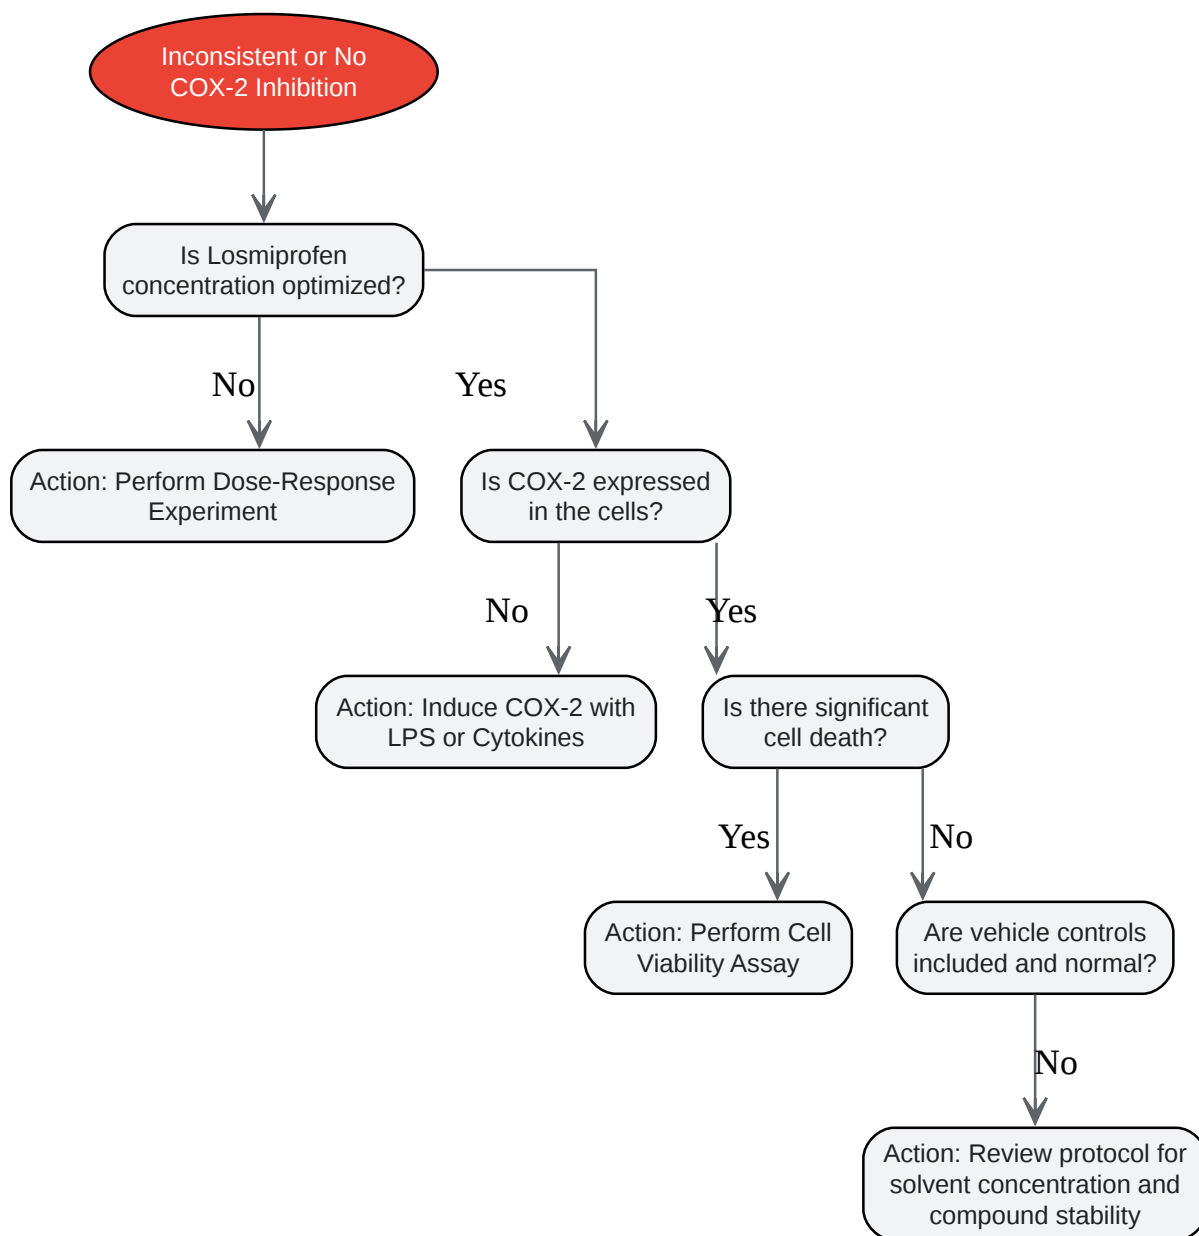 Inconsistent or No
COX-2 Inhibition
Is Losmiprofen
concentration optimized?
No
Yes
Action: Perform Dose-Response
Experiment
Is COX-2 expressed
in the cells?
No
Yes
Action: Induce COX-2 with
LPS or Cytokines
Is there significant
cell death?
Yes
No
Action: Perform Cell
Viability Assay
Are vehicle controls
included and normal?
No
Action: Review protocol for
solvent concentration and
compound stability